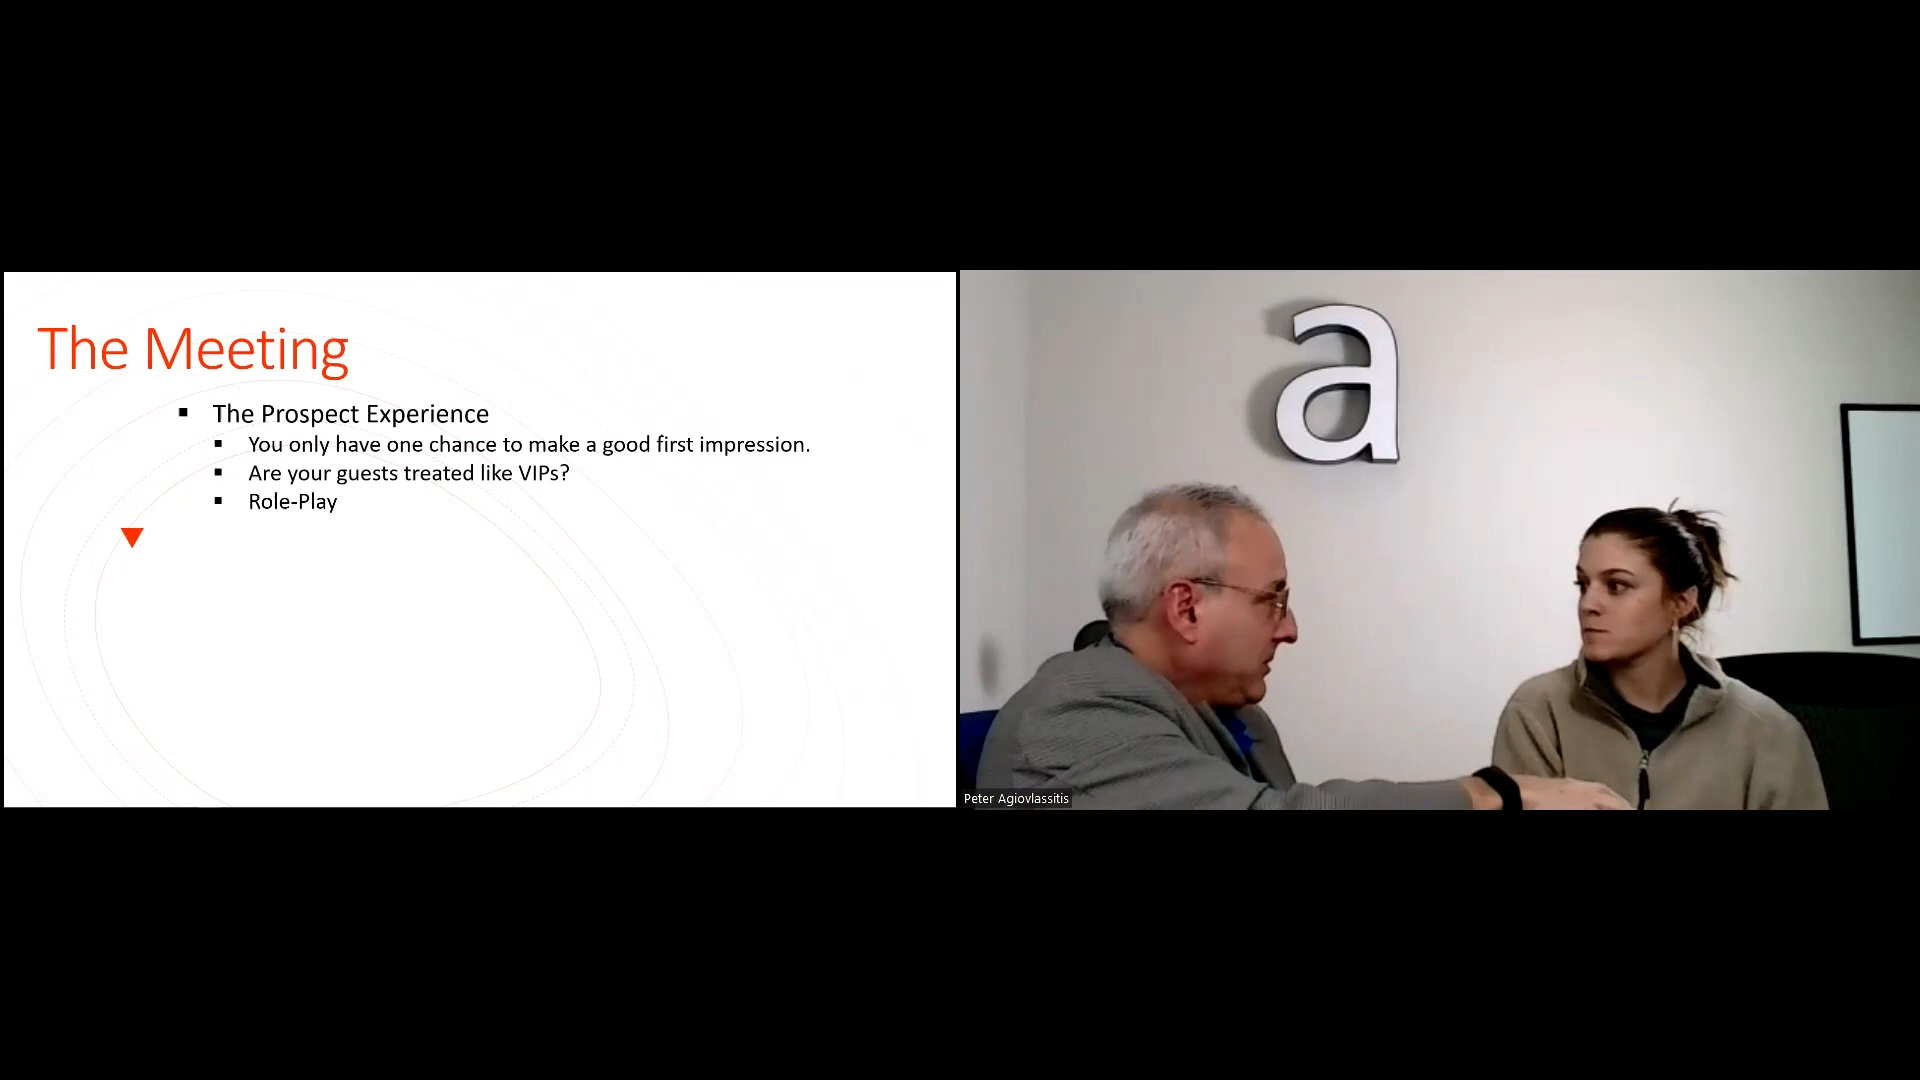 The Meeting
The Prospect Experience
You only have one chance to make a good first impression.
Are your guests treated like VIPs?
Role-Play
a
Peter Agiovlassitis